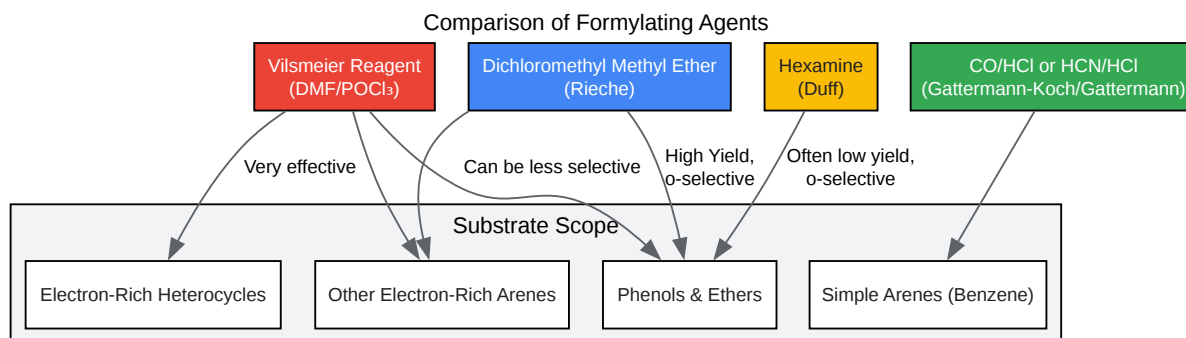 Comparison of Formylating Agents
Vilsmeier Reagent
(DMF/POCl₃)
Dichloromethyl Methyl Ether
(Rieche)
Hexamine
(Duff)
CO/HCl or HCN/HCl
(Gattermann-Koch/Gattermann)
Very effective
Can be less selective
High Yield,
o-selective
Often low yield,
o-selective
Substrate Scope
Electron-Rich Heterocycles
Other Electron-Rich Arenes
Phenols & Ethers
Simple Arenes (Benzene)